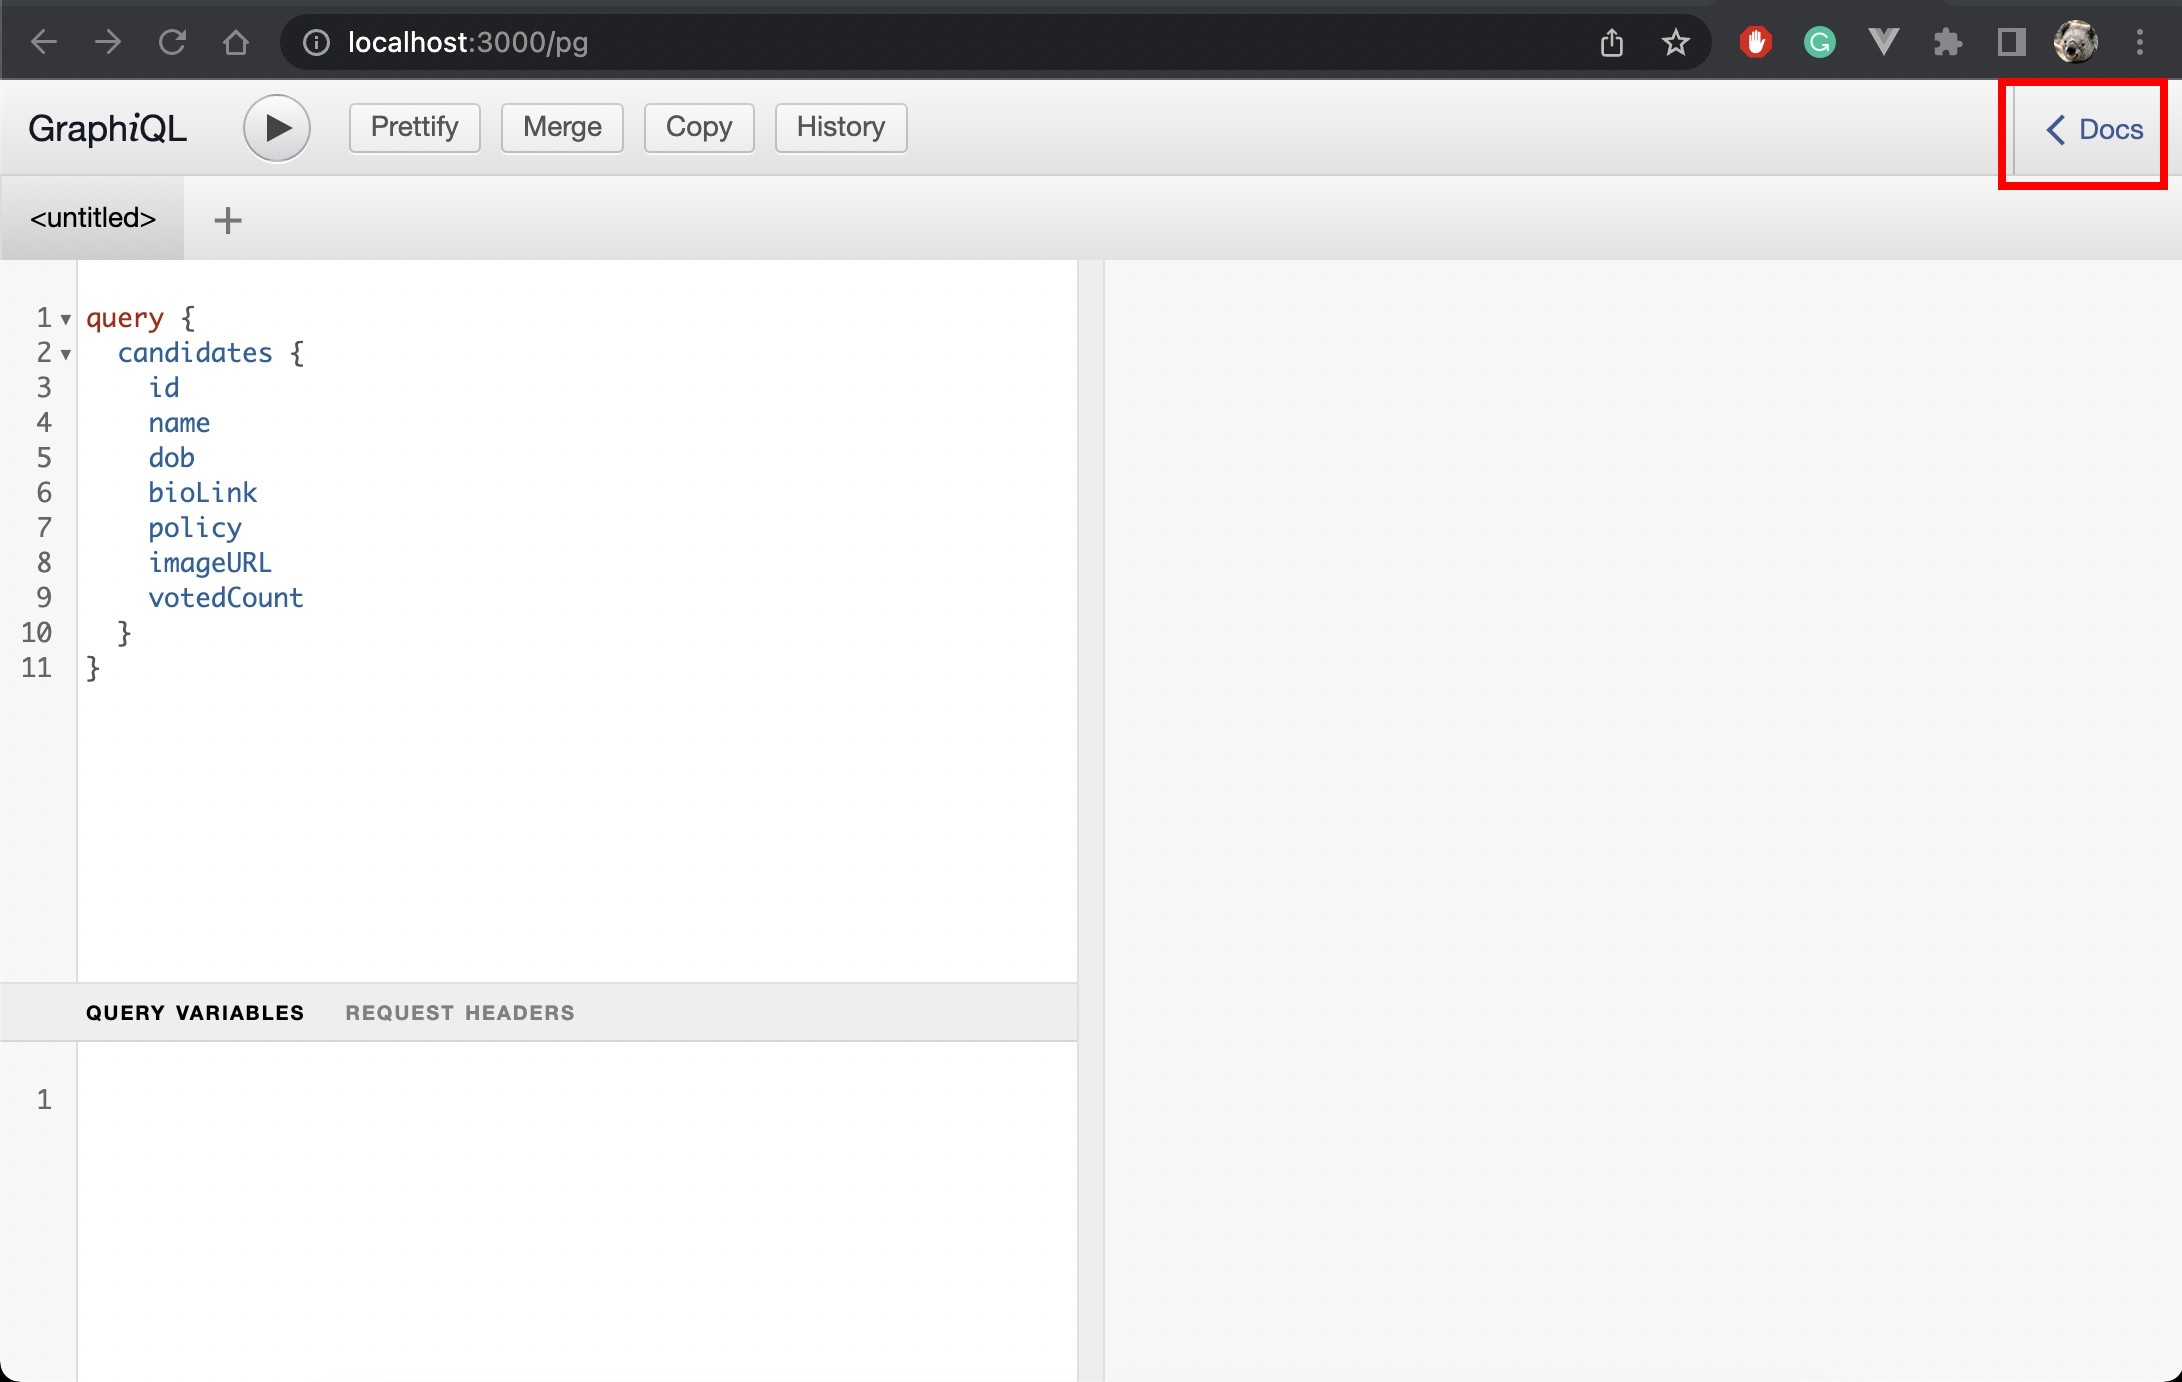 localhost:3000/pg
GraphiQL
Prettify
Merge
Copy
History
Docs
<untitled>
+
1 query {
2 candidates {
3 id
4 name
5 dob
6 bioLink
7 policy
8 imageURL
9 votedCount
10 }
11 }
QUERY VARIABLES
REQUEST HEADERS
1